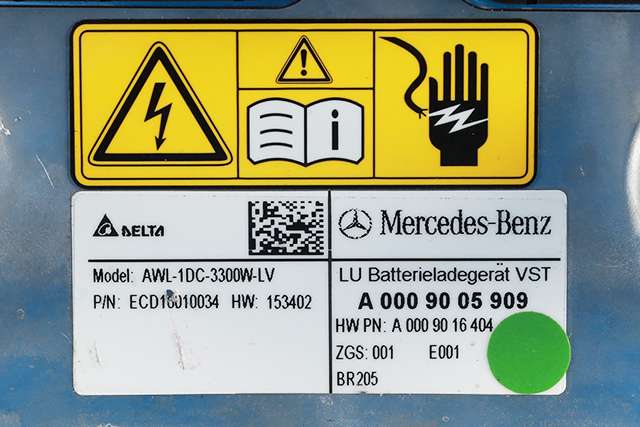 i
DELTA
Model: AWL-1DC-3300W-LV
P/N: ECD16010034 HW: 153402
Mercedes-Benz
LU Batterieladegerät VST
A 000 90 05 909
HW PN: A 000 90 16 404
ZGS: 001 E001
BR205